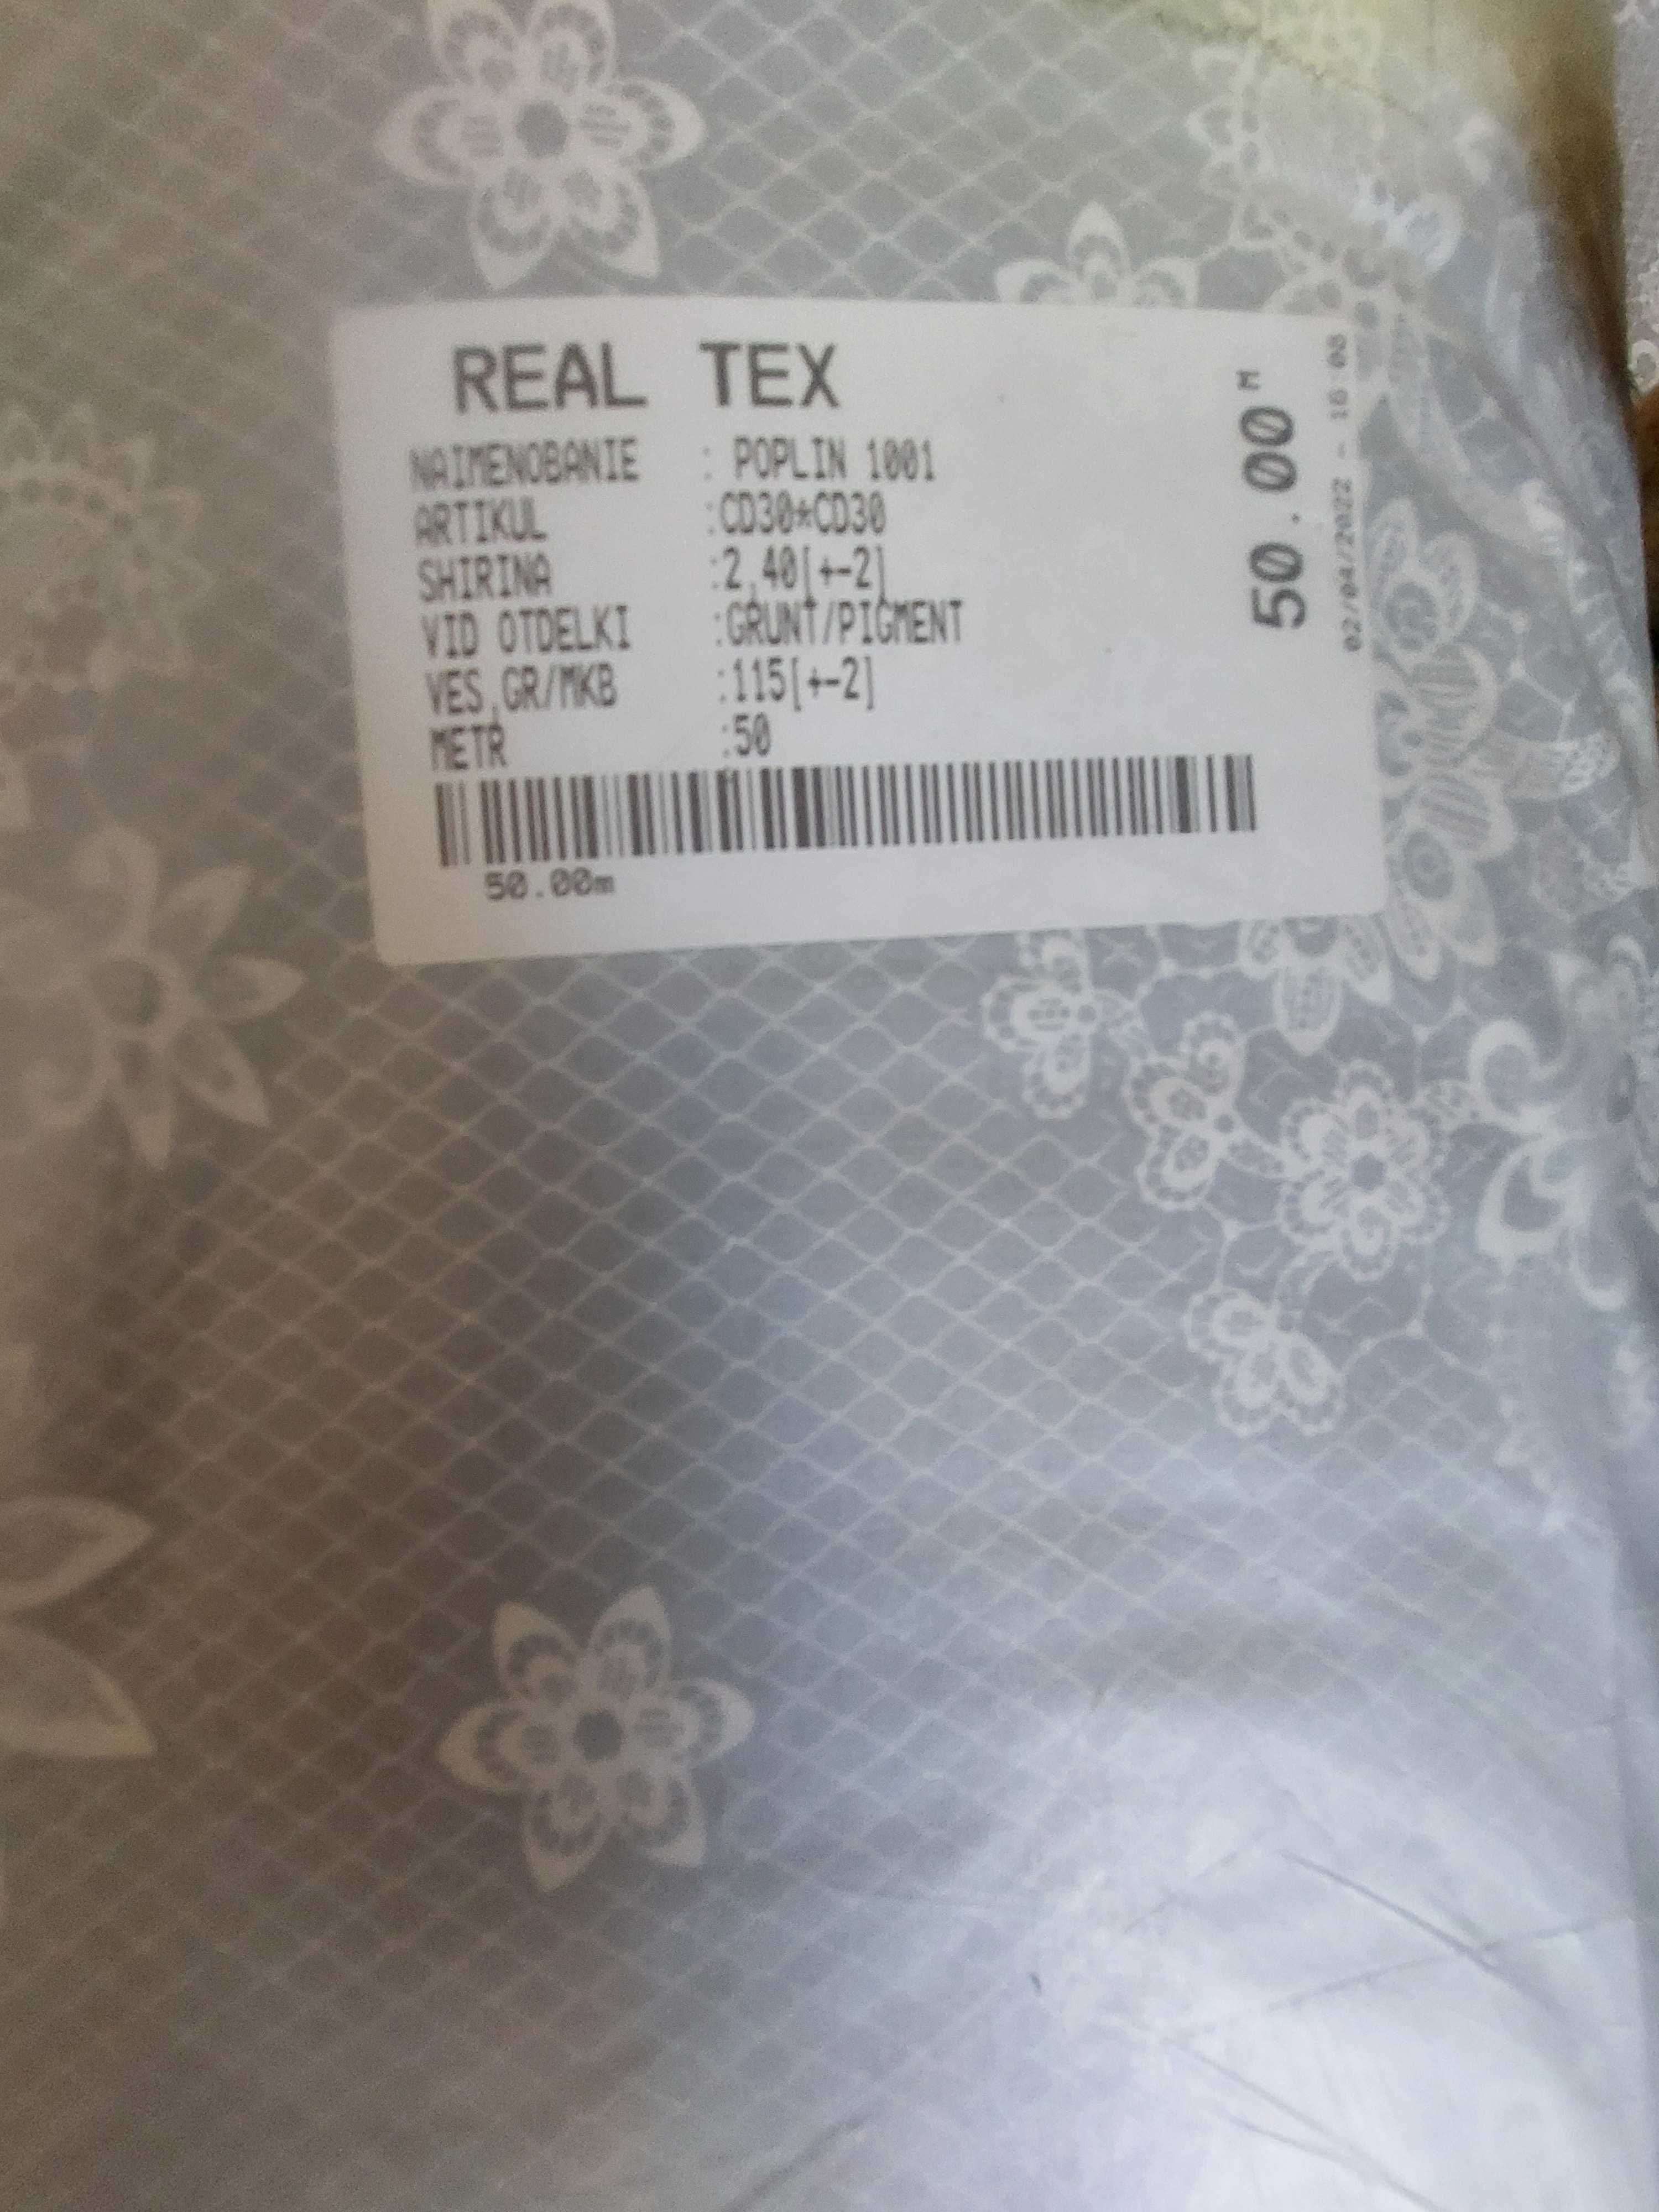 REAL TEX
NAIMENOBANIE : POPLIN 1001
ARTIKUL :CD30*CD30
SHIRINA :2,40[+-2]
VID OTDELKI :GRUNT/PIGMENT
VES,GR/MKB :115[+-2]
METR :50
50.00m
50.00 M
02/04/2022 - 16 08